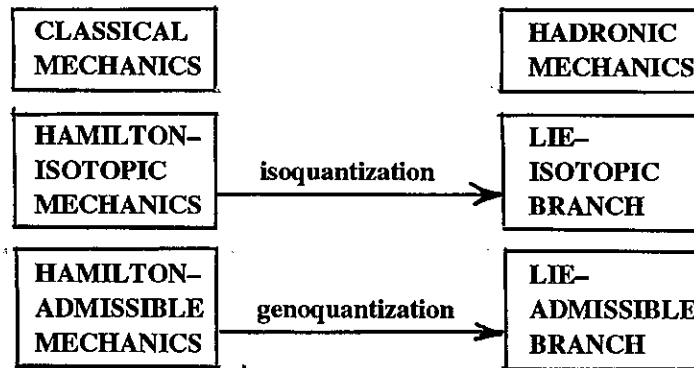 CLASSICAL
MECHANICS
HADRONIC
MECHANICS
HAMILTON–
ISOTOPIC
MECHANICS
isoquantization
LIE–
ISOTOPIC
BRANCH
HAMILTON–
ADMISSIBLE
MECHANICS
genoquantization
LIE–
ADMISSIBLE
BRANCH